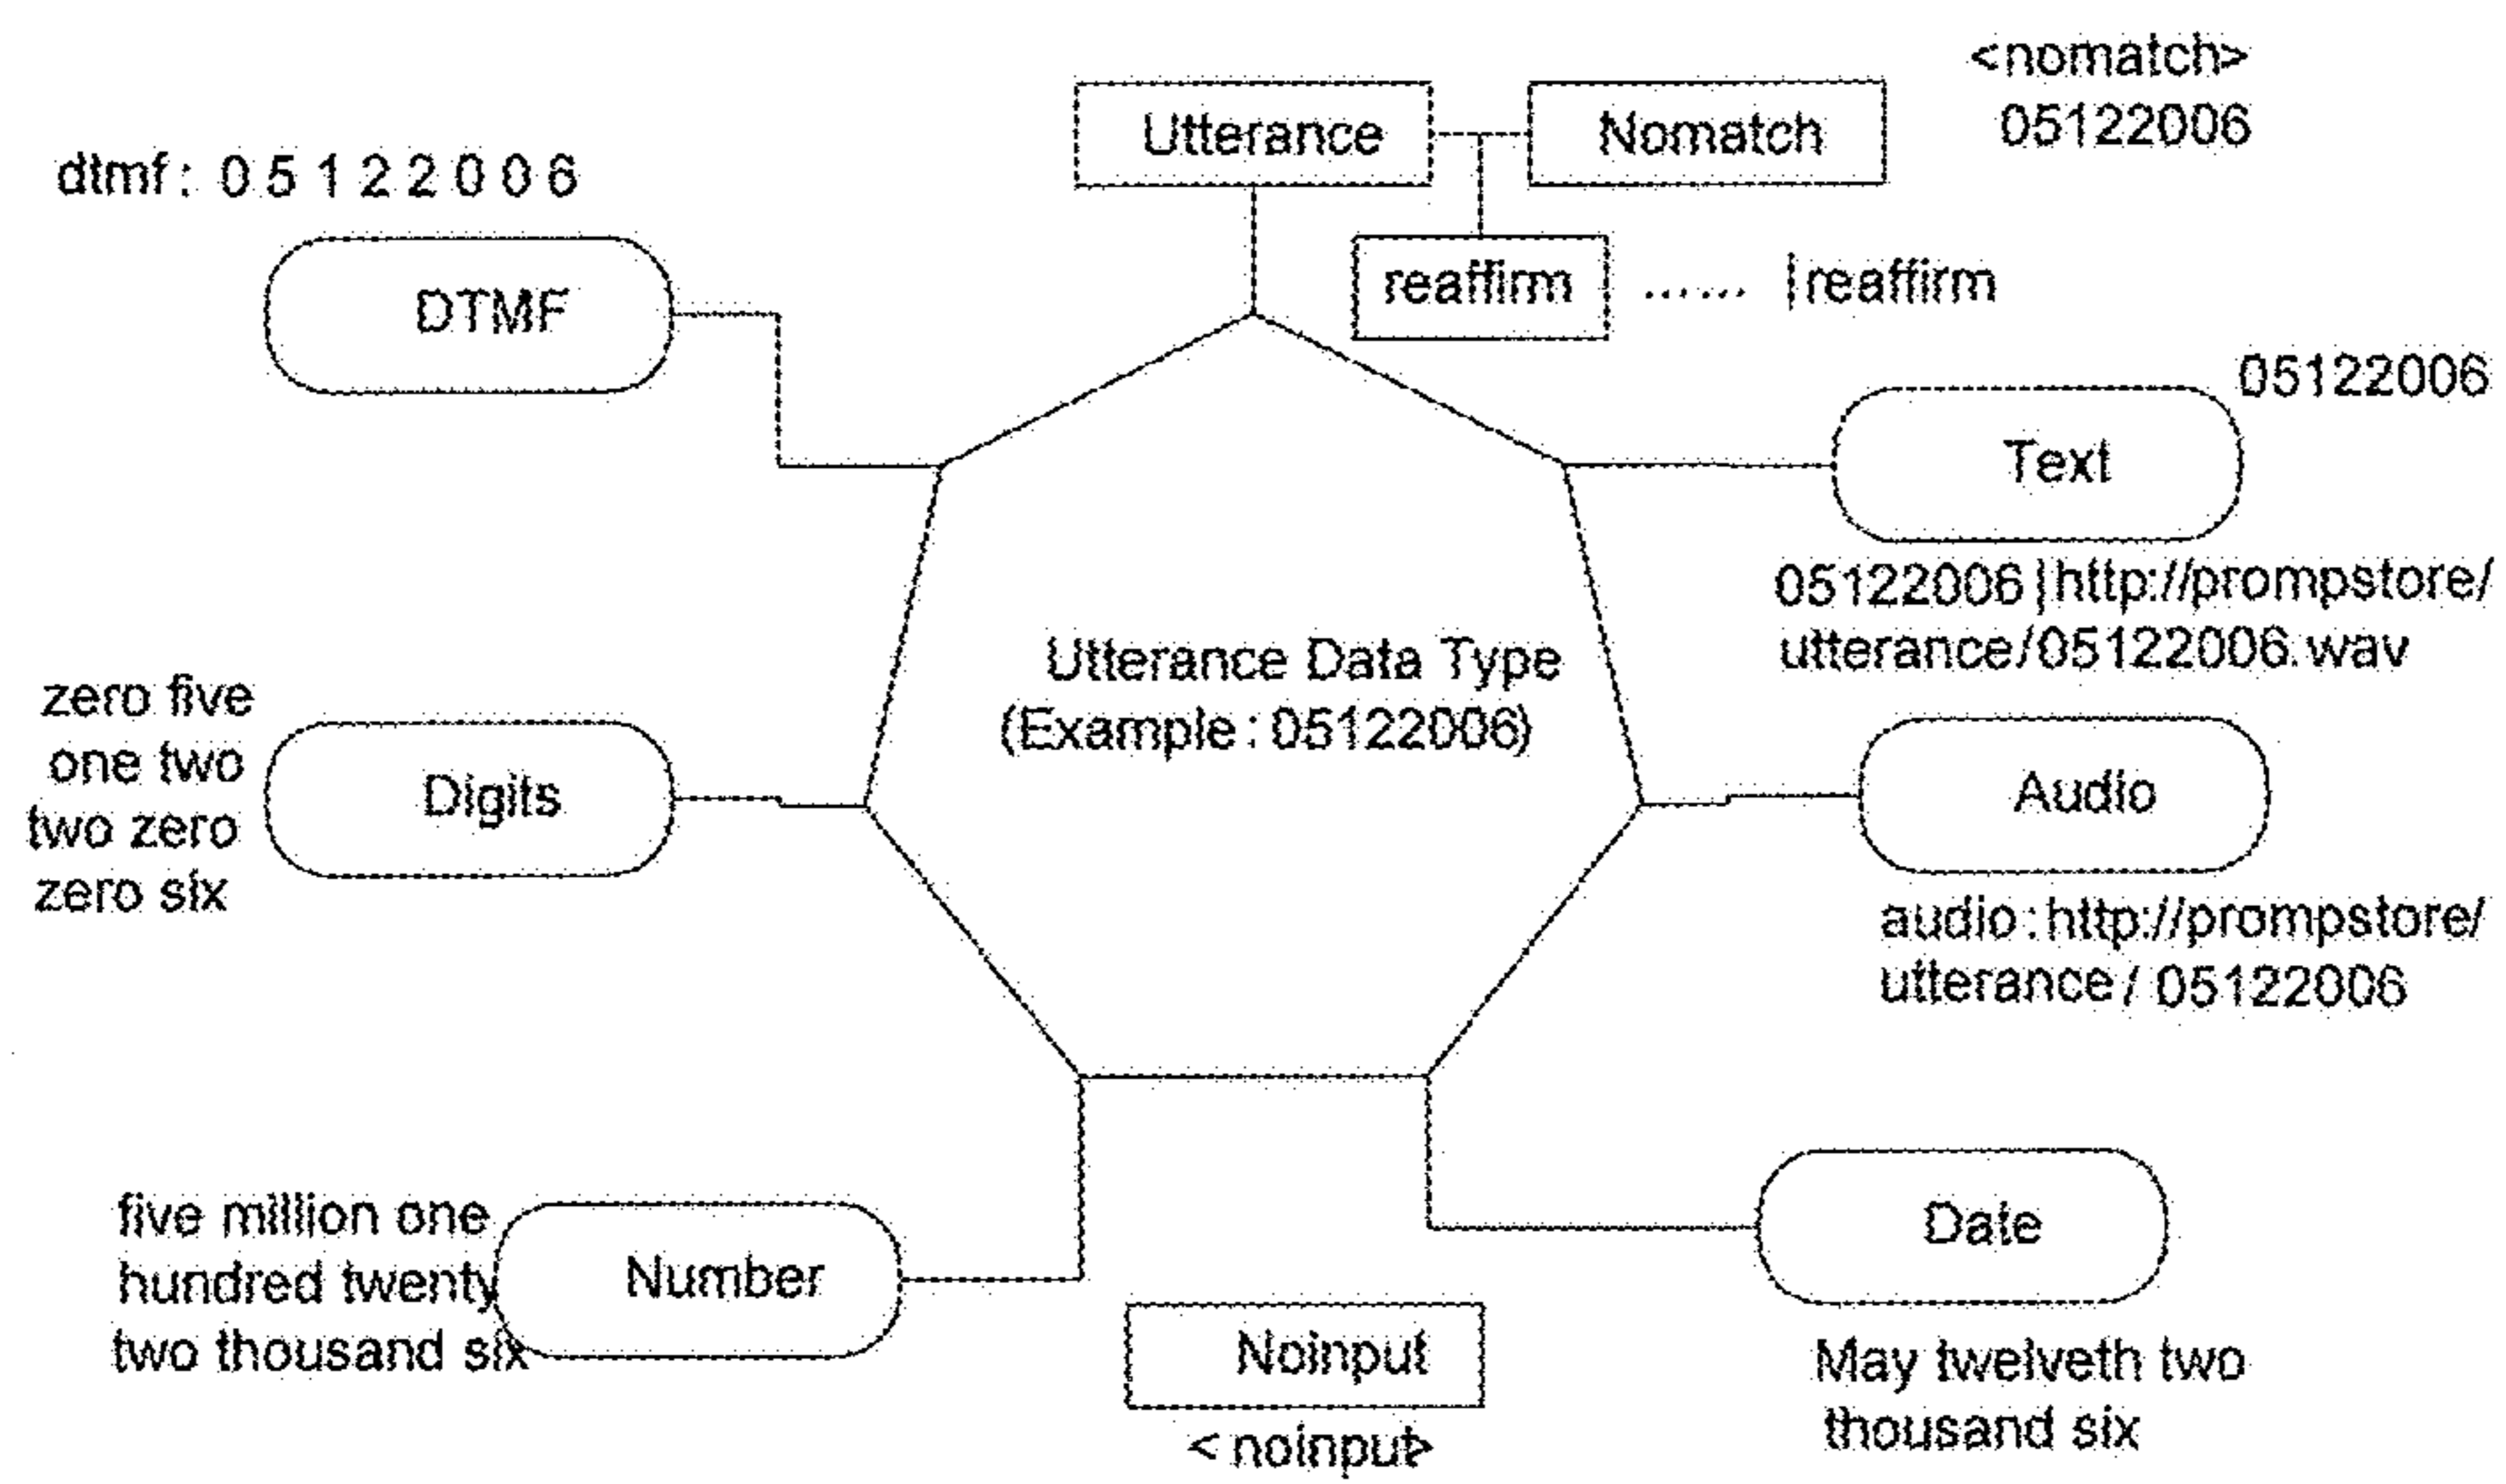 <nomatch>
05122006
Utterance
Nomatch
dtmf : 0 5 1 2 2 0 0 6
reaffirm ...... |reaffirm
DTMF
05122006
Text
05122006|http://prompstore/
utterance/05122006.wav
Utterance Data Type
(Example : 05122006)
zero five
one two
two zero
zero six
Digits
Audio
audio : http://prompstore/
utterance / 05122006
five million one
hundred twenty
two thousand six
Number
Date
May twelveth two
thousand six
Noinput
< noinput>